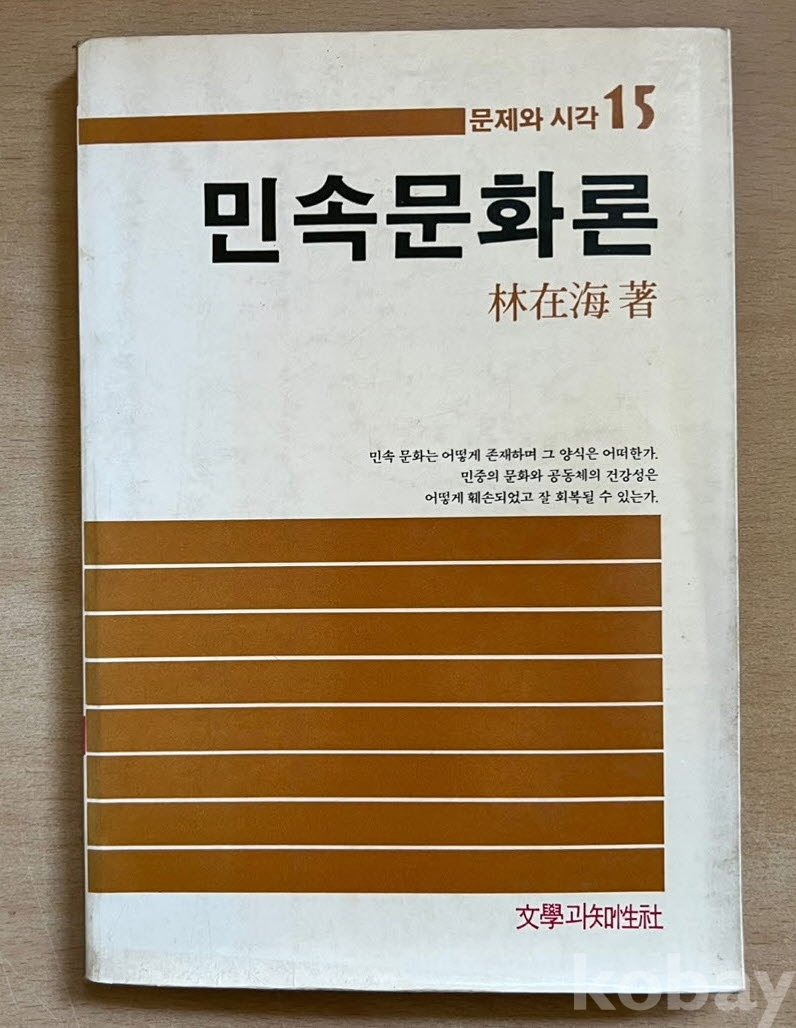 문제와 시각 15
민속문화론
林在海 著
민속 문화는 어떻게 존재하며 그 양식은 어떠한가.
민중의 문화와 공동체의 건강성은
어떻게 훼손되었고 잘 회복될 수 있는가.
文學과知性社
kobay